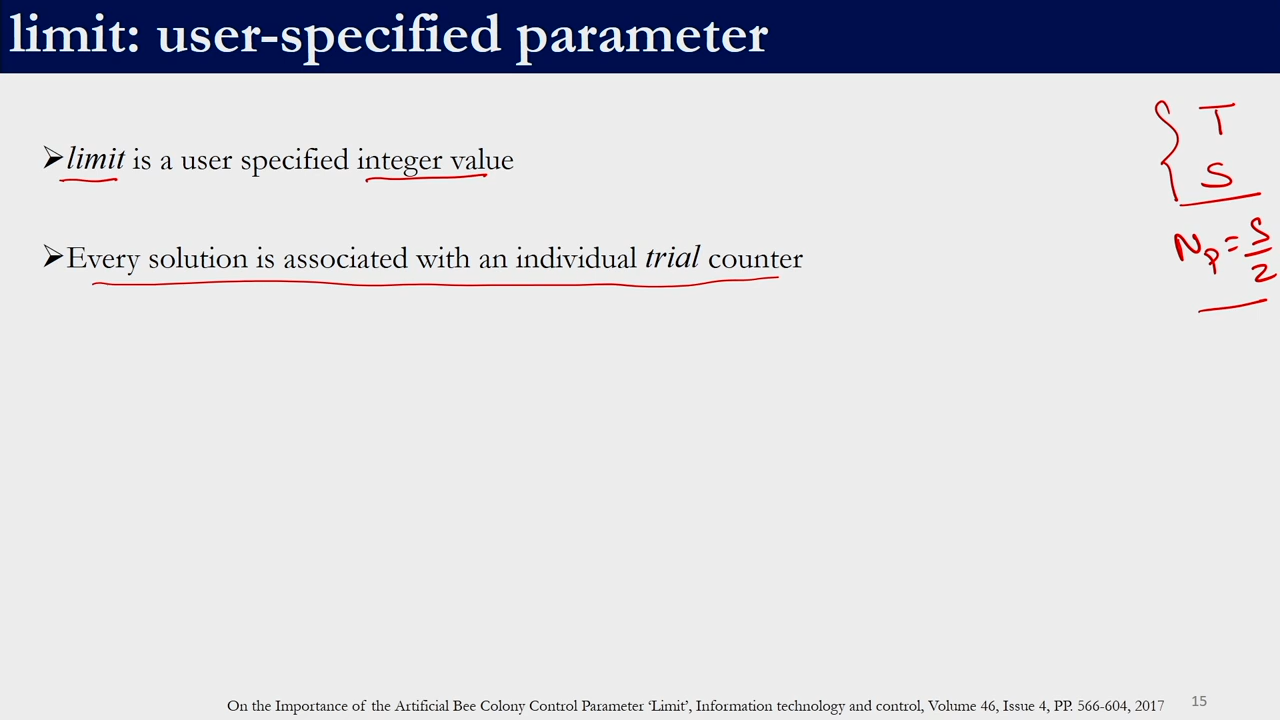 limit: user-specified parameter
➢limit is a user specified integer value
➢Every solution is associated with an individual trial counter
T
S
Np = S/2
On the Importance of the Artificial Bee Colony Control Parameter ‘Limit’, Information technology and control, Volume 46, Issue 4, PP. 566-604, 2017
15